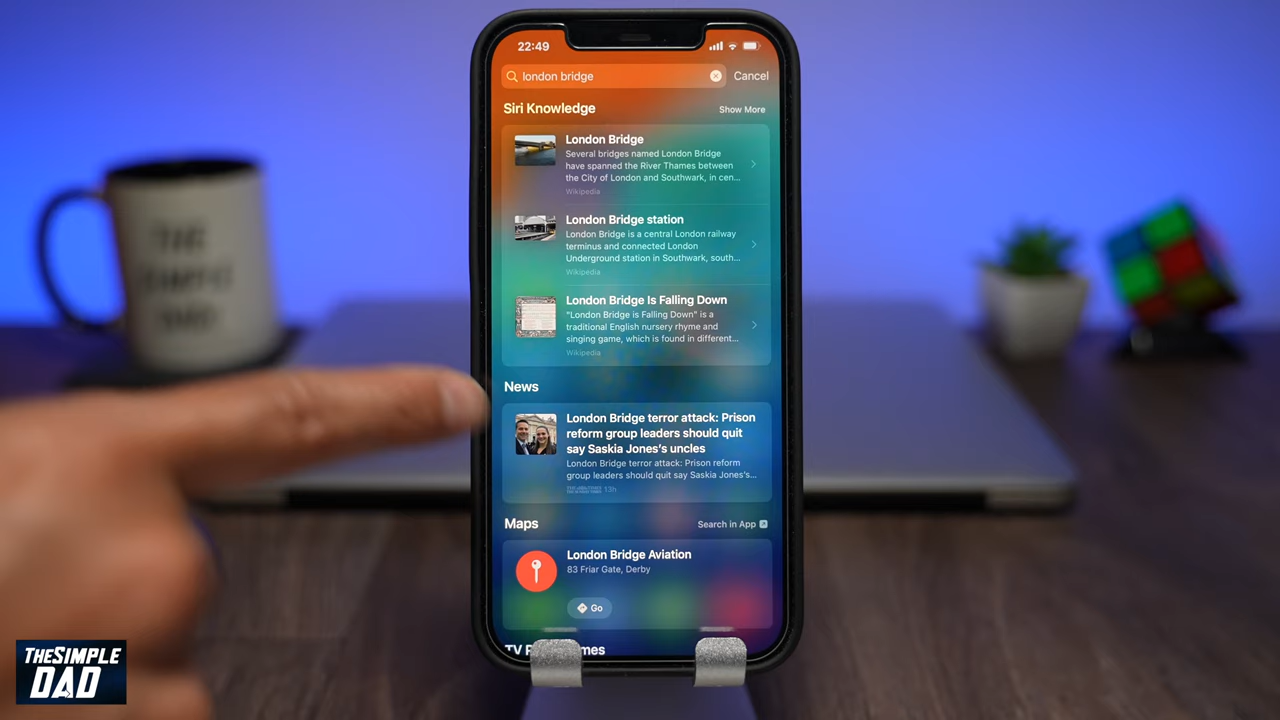 22:49
london bridge
Cancel
Siri Knowledge
Show More
London Bridge
Several bridges named London Bridge
have spanned the River Thames between
the City of London and Southwark, in cen...
Wikipedia
London Bridge station
London Bridge is a central London railway
terminus and connected London
Underground station in Southwark, south...
Wikipedia
London Bridge Is Falling Down
"London Bridge is Falling Down" is a
traditional English nursery rhyme and
singing game, which is found in different...
Wikipedia
News
London Bridge terror attack: Prison
reform group leaders should quit
say Saskia Jones's uncles
London Bridge terror attack: Prison reform
group leaders should quit say Saskia Jones's...
13h
Maps
Search in App
London Bridge Aviation
83 Friar Gate, Derby
Go
TV
THE
SIMPLE
DAD
THESIMPLE
DAD